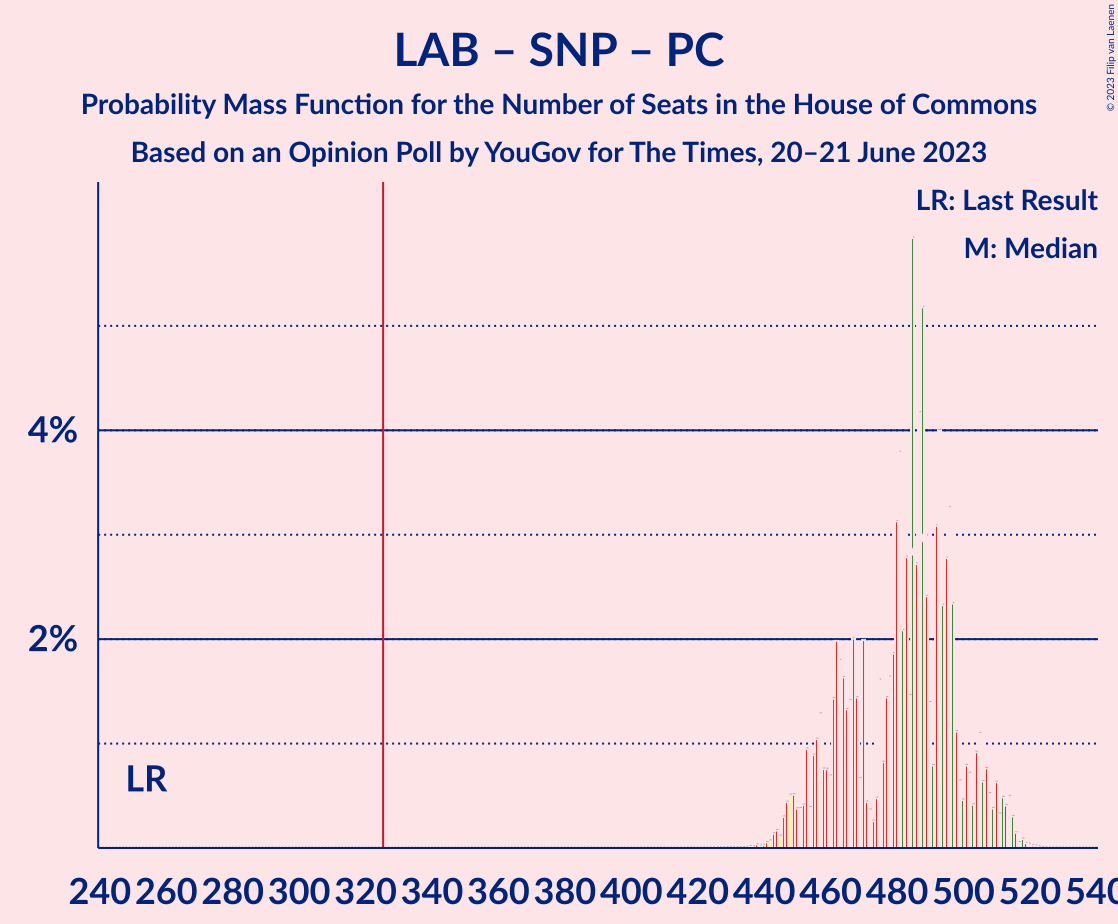 LAB – SNP – PC
Probability Mass Function for the Number of Seats in the House of Commons
Based on an Opinion Poll by YouGov for The Times, 20–21 June 2023
© 2023 Filip van Laenen
LR: Last Result
M: Median
4%
2%
LR
240 260 280 300 320 340 360 380 400 420 440 460 480 500 520 540